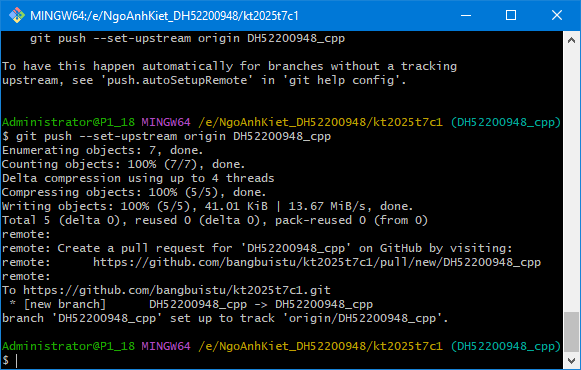 MINGW64:/e/NgoAnhKiet_DH52200948/kt2025t7c1
git push --set-upstream origin DH52200948_cpp
To have this happen automatically for branches without a tracking
upstream, see 'push.autoSetupRemote' in 'git help config'.
Administrator@P1_18 MINGW64 /e/NgoAnhKiet_DH52200948/kt2025t7c1 (DH52200948_cpp)
$ git push --set-upstream origin DH52200948_cpp
Enumerating objects: 7, done.
Counting objects: 100% (7/7), done.
Delta compression using up to 4 threads
Compressing objects: 100% (5/5), done.
Writing objects: 100% (5/5), 41.01 KiB | 13.67 MiB/s, done.
Total 5 (delta 0), reused 0 (delta 0), pack-reused 0 (from 0)
remote:
remote: Create a pull request for 'DH52200948_cpp' on GitHub by visiting:
remote:      https://github.com/bangbuistu/kt2025t7c1/pull/new/DH52200948_cpp
remote:
To https://github.com/bangbuistu/kt2025t7c1.git
 * [new branch]      DH52200948_cpp -> DH52200948_cpp
branch 'DH52200948_cpp' set up to track 'origin/DH52200948_cpp'.
Administrator@P1_18 MINGW64 /e/NgoAnhKiet_DH52200948/kt2025t7c1 (DH52200948_cpp)
$